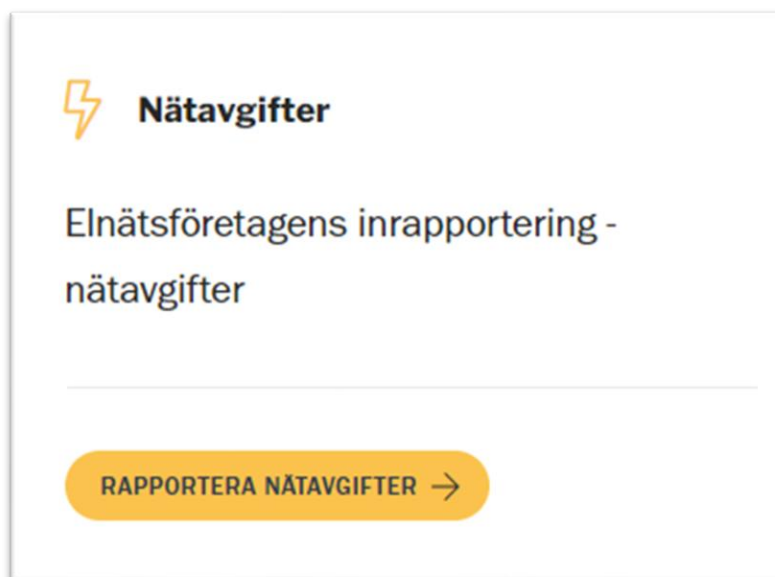 Nätavgifter
Elnätsföretagens inrapportering -
nätavgifter
RAPPORTERA NÄTAVGIFTER